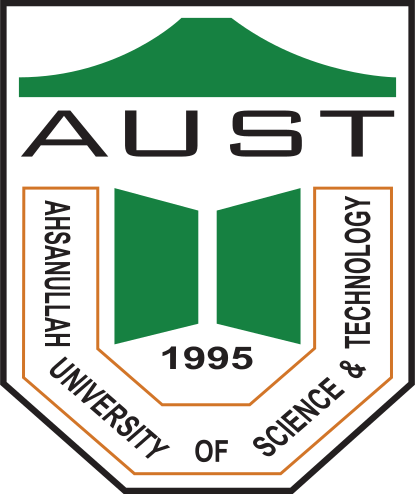 AUST
1995
AHSANULLAH UNIVERSITY OF SCIENCE & TECHNOLOGY